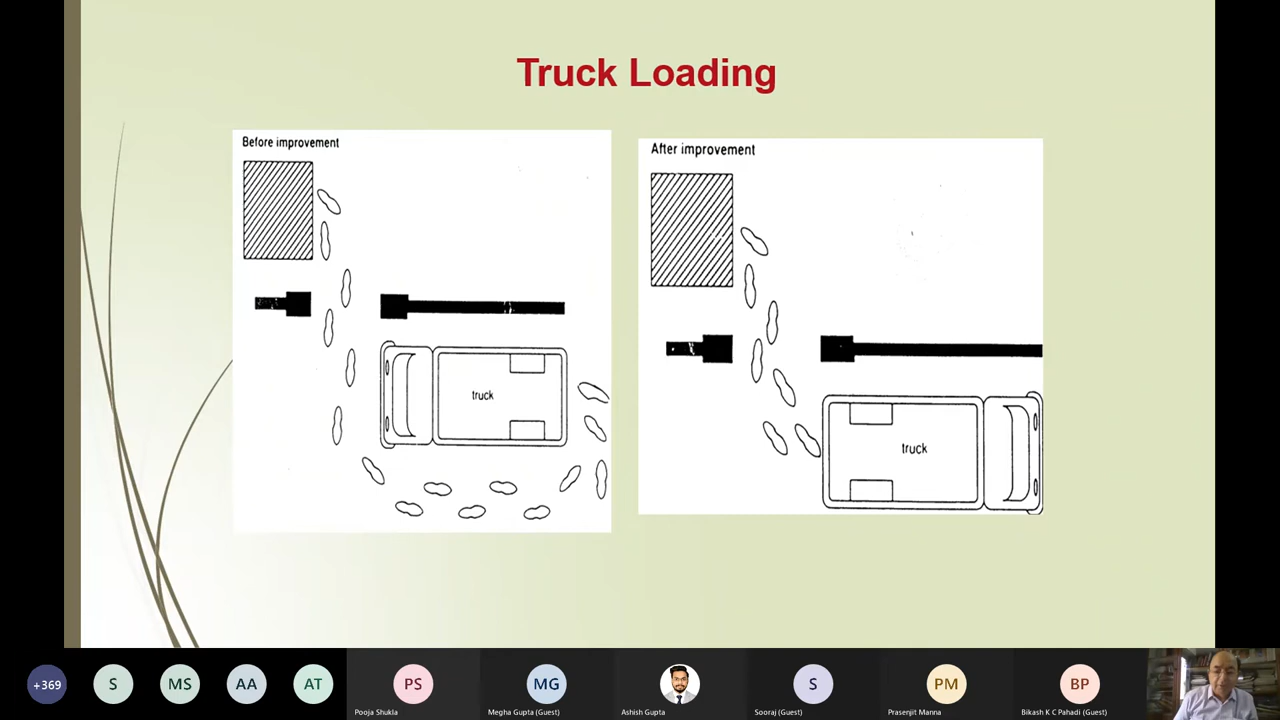 Truck Loading
Before improvement
truck
After improvement
truck
+369
S
MS
AA
AT
PS
Pooja Shukla
MG
Megha Gupta (Guest)
Ashish Gupta
S
Sooraj (Guest)
PM
Prasenjit Manna
BP
Bikash K C Pahadi (Guest)